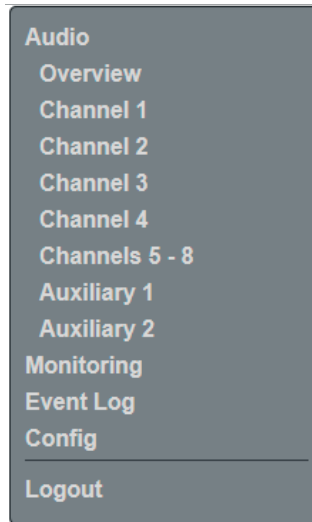 Audio
Overview
Channel 1
Channel 2
Channel 3
Channel 4
Channels 5 - 8
Auxiliary 1
Auxiliary 2
Monitoring
Event Log
Config
Logout